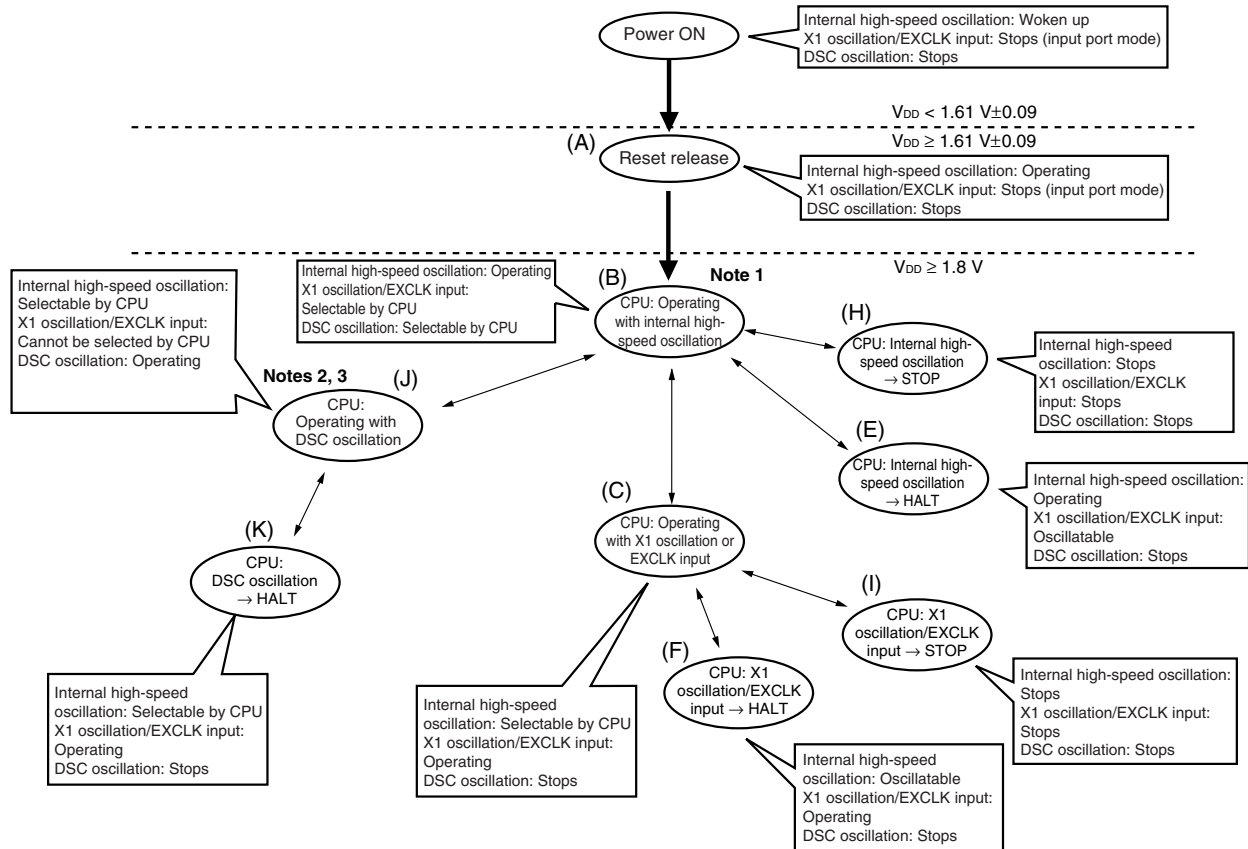 Power ON
Internal high-speed oscillation: Woken up
X1 oscillation/EXCLK input: Stops (input port mode)
DSC oscillation: Stops
VDD < 1.61 V±0.09
VDD ≥ 1.61 V±0.09
(A)
Reset release
Internal high-speed oscillation: Operating
X1 oscillation/EXCLK input: Stops (input port mode)
DSC oscillation: Stops
VDD ≥ 1.8 V
Internal high-speed oscillation:
Selectable by CPU
X1 oscillation/EXCLK input:
Cannot be selected by CPU
DSC oscillation: Operating
Internal high-speed oscillation: Operating
X1 oscillation/EXCLK input:
Selectable by CPU
DSC oscillation: Selectable by CPU
(B)
Note 1
CPU: Operating
with internal high-
speed oscillation
(H)
CPU: Internal high-
speed oscillation
→ STOP
Internal high-speed
oscillation: Stops
X1 oscillation/EXCLK
input: Stops
DSC oscillation: Stops
Notes 2, 3
(J)
CPU:
Operating with
DSC oscillation
(E)
CPU: Internal high-
speed oscillation
→ HALT
Internal high-speed oscillation:
Operating
X1 oscillation/EXCLK input:
Oscillatable
DSC oscillation: Stops
(C)
CPU: Operating
with X1 oscillation or
EXCLK input
(K)
CPU:
DSC oscillation
→ HALT
(I)
CPU: X1
oscillation/EXCLK
input → STOP
(F)
CPU: X1
oscillation/EXCLK
input → HALT
Internal high-speed
oscillation: Selectable by CPU
X1 oscillation/EXCLK input:
Operating
DSC oscillation: Stops
Internal high-speed
oscillation: Selectable by CPU
X1 oscillation/EXCLK input:
Operating
DSC oscillation: Stops
Internal high-speed oscillation:
Stops
X1 oscillation/EXCLK input:
Stops
DSC oscillation: Stops
Internal high-speed
oscillation: Oscillatable
X1 oscillation/EXCLK input:
Operating
DSC oscillation: Stops